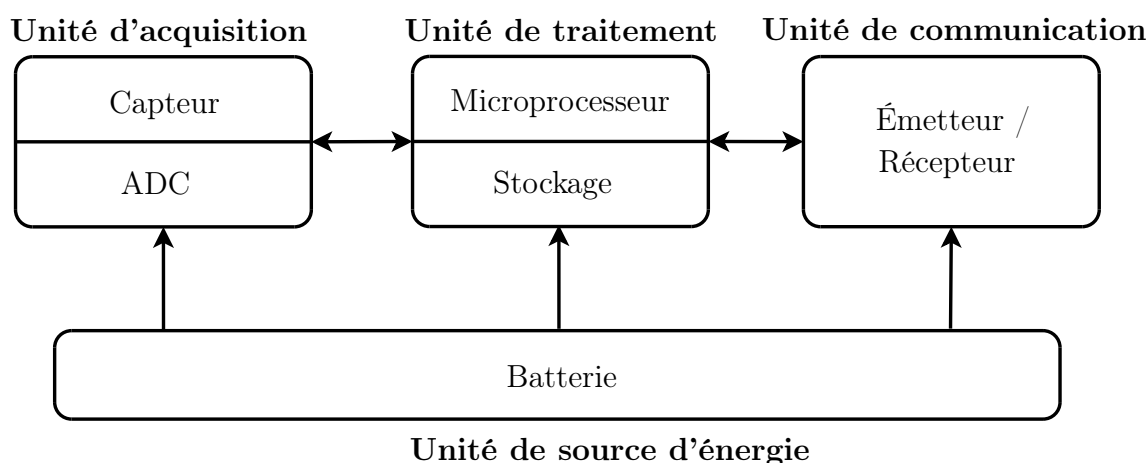 Unité d'acquisition
Unité de traitement
Unité de communication
Capteur
ADC
Microprocesseur
Stockage
Émetteur /
Récepteur
Batterie
Unité de source d'énergie